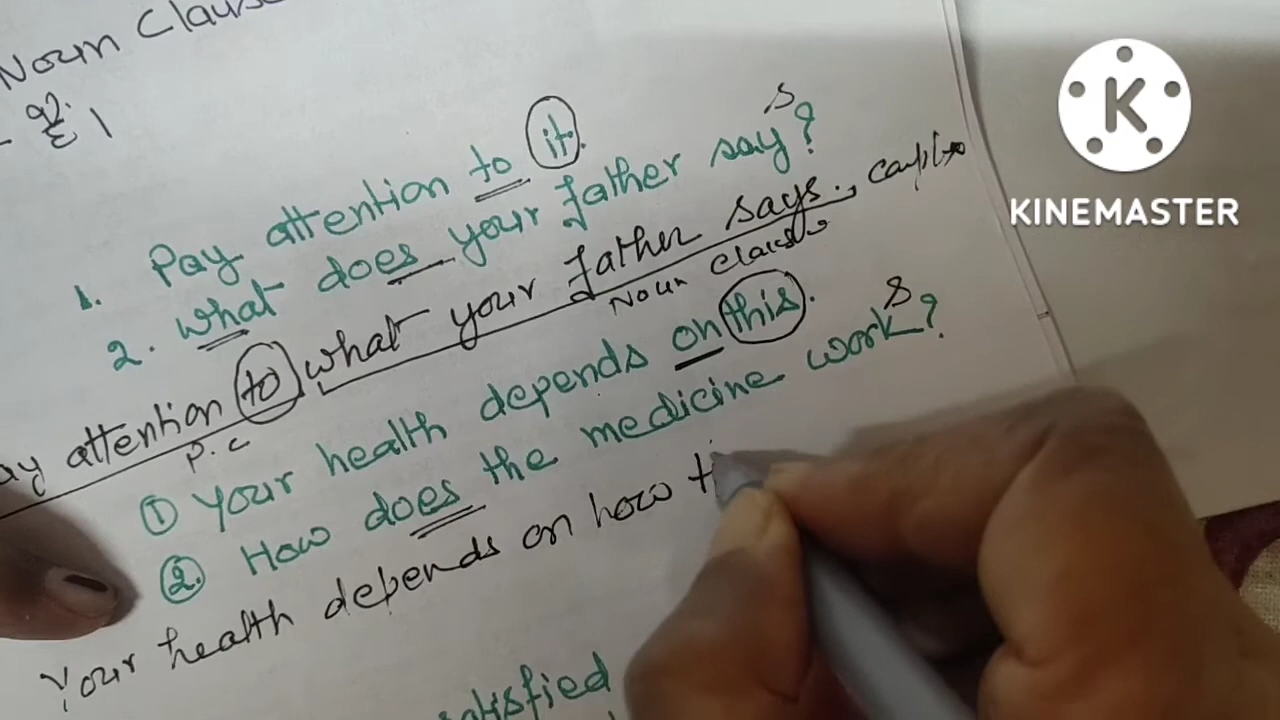 Noun Clause
1. Pay attention to it.
s
2. What does your father say?
ay attention to what your father says.
P.C
Noun Clause
① Your health depends on this.
s
② How does the medicine work?
Your health depends on how t
satisfied
K
KINEMASTER